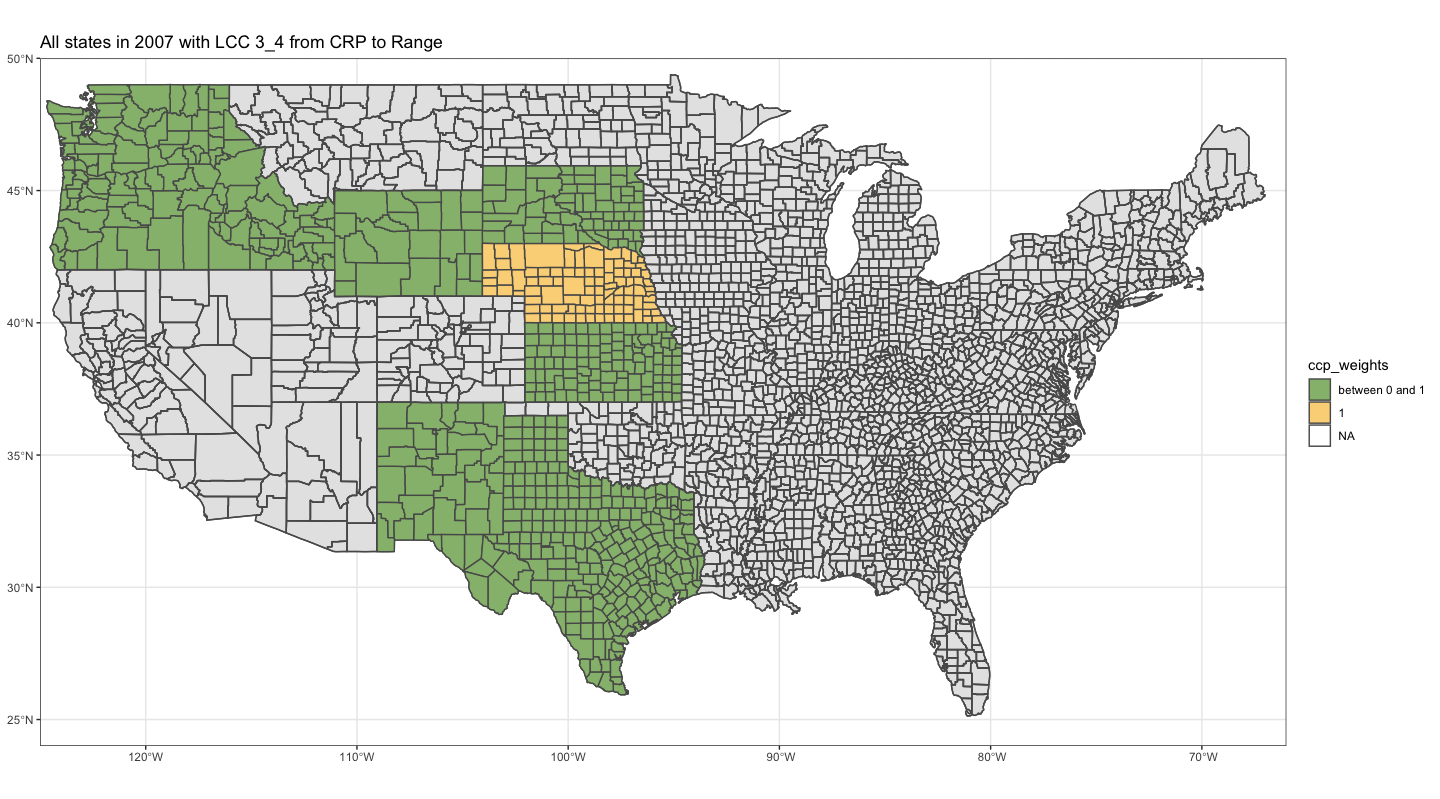 All states in 2007 with LCC 3_4 from CRP to Range
50°N
45°N
40°N
35°N
30°N
25°N
120°W
110°W
100°W
90°W
80°W
70°W
ccp_weights
between 0 and 1
1
NA